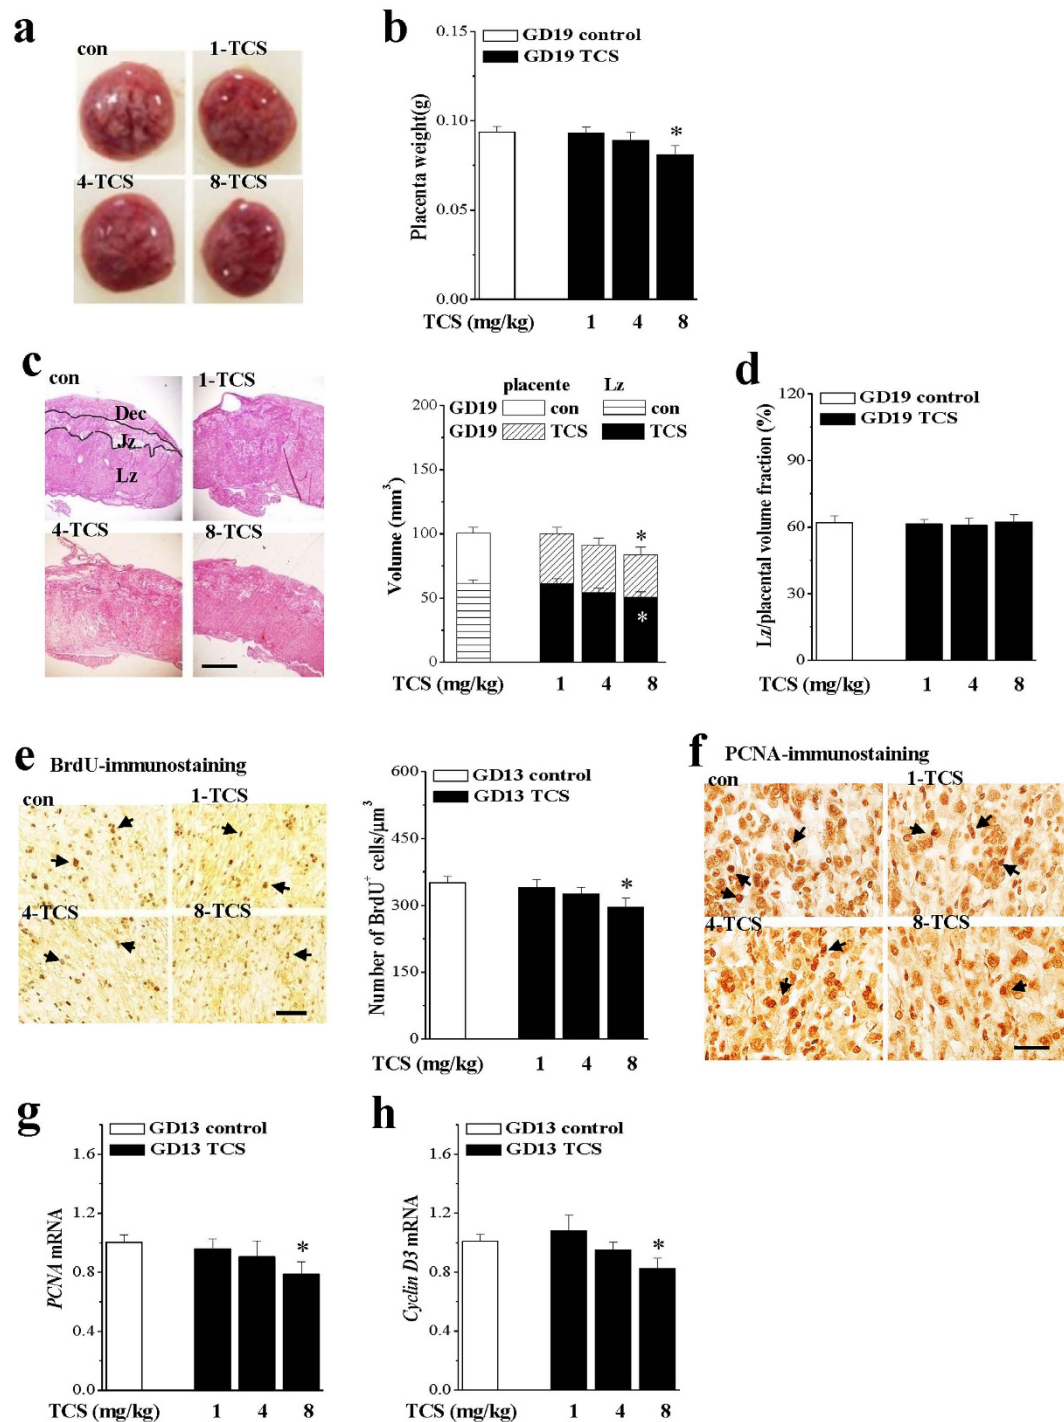 a
con
1-TCS
4-TCS
8-TCS
b
GD19 control
GD19 TCS
Placenta weight(g)
0.15
0.10
0.05
0.00
*
TCS (mg/kg) 1 4 8
c
con
1-TCS
Dec
Jz
Lz
4-TCS
8-TCS
placente Lz
GD19 con con
GD19 TCS TCS
Volume (mm³)
200
150
100
50
0
*
*
TCS (mg/kg) 1 4 8
d
GD19 control
GD19 TCS
Lz/placental volume fraction (%)
120
90
60
30
0
TCS (mg/kg) 1 4 8
e BrdU-immunostaining
con
1-TCS
4-TCS
8-TCS
GD13 control
GD13 TCS
Number of BrdU⁺ cells/μm³
600
450
300
150
0
*
TCS (mg/kg) 1 4 8
f PCNA-immunostaining
con
1-TCS
4-TCS
8-TCS
g
GD13 control
GD13 TCS
PCNA mRNA
1.6
1.2
0.8
0.4
0.0
*
TCS (mg/kg) 1 4 8
h
GD13 control
GD13 TCS
Cyclin D3 mRNA
1.6
1.2
0.8
0.4
0.0
*
TCS (mg/kg) 1 4 8